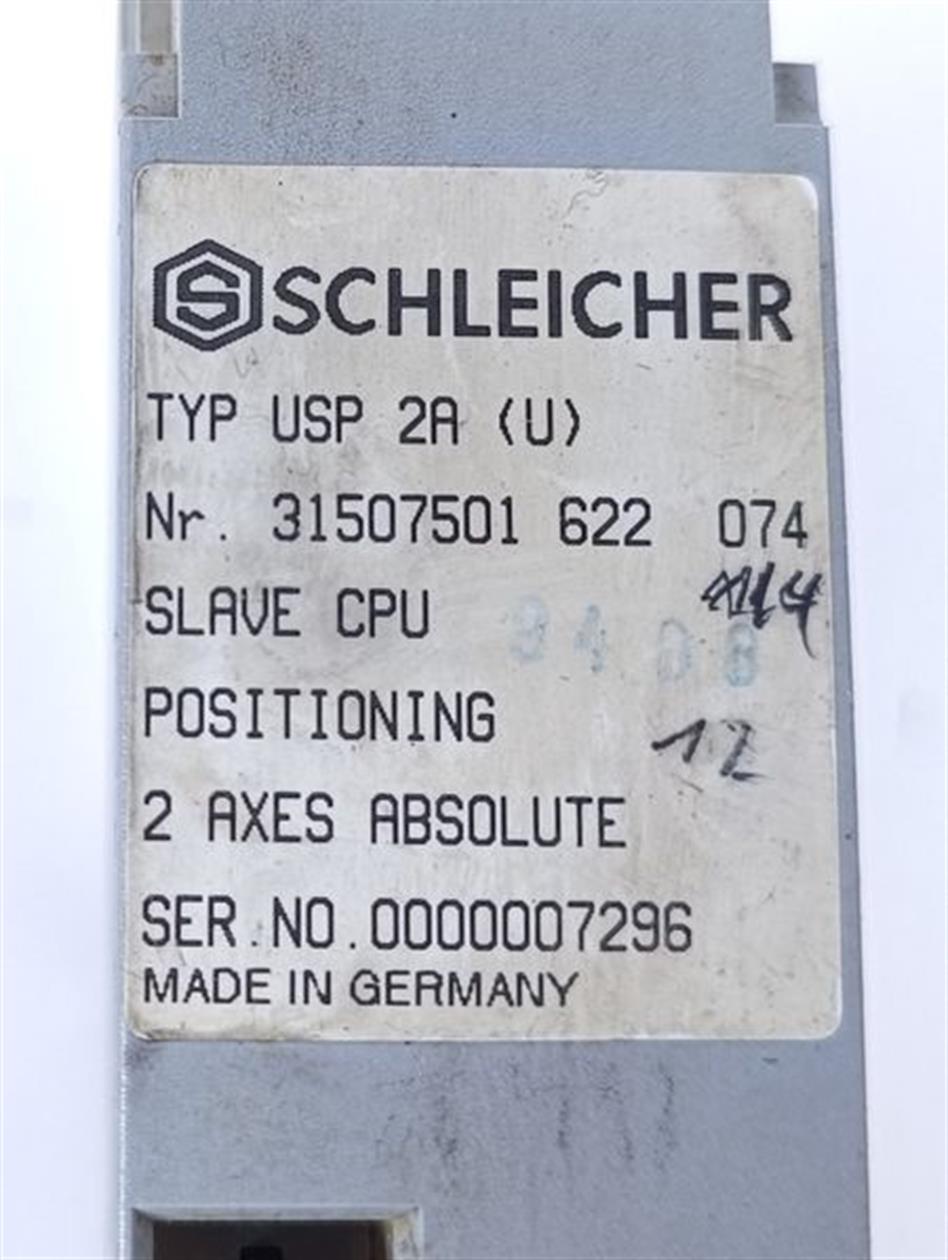 SCHLEICHER
TYP USP 2A (U)
Nr. 31507501 622 074
SLAVE CPU
POSITIONING
12
2 AXES ABSOLUTE
SER.NO.0000007296
MADE IN GERMANY